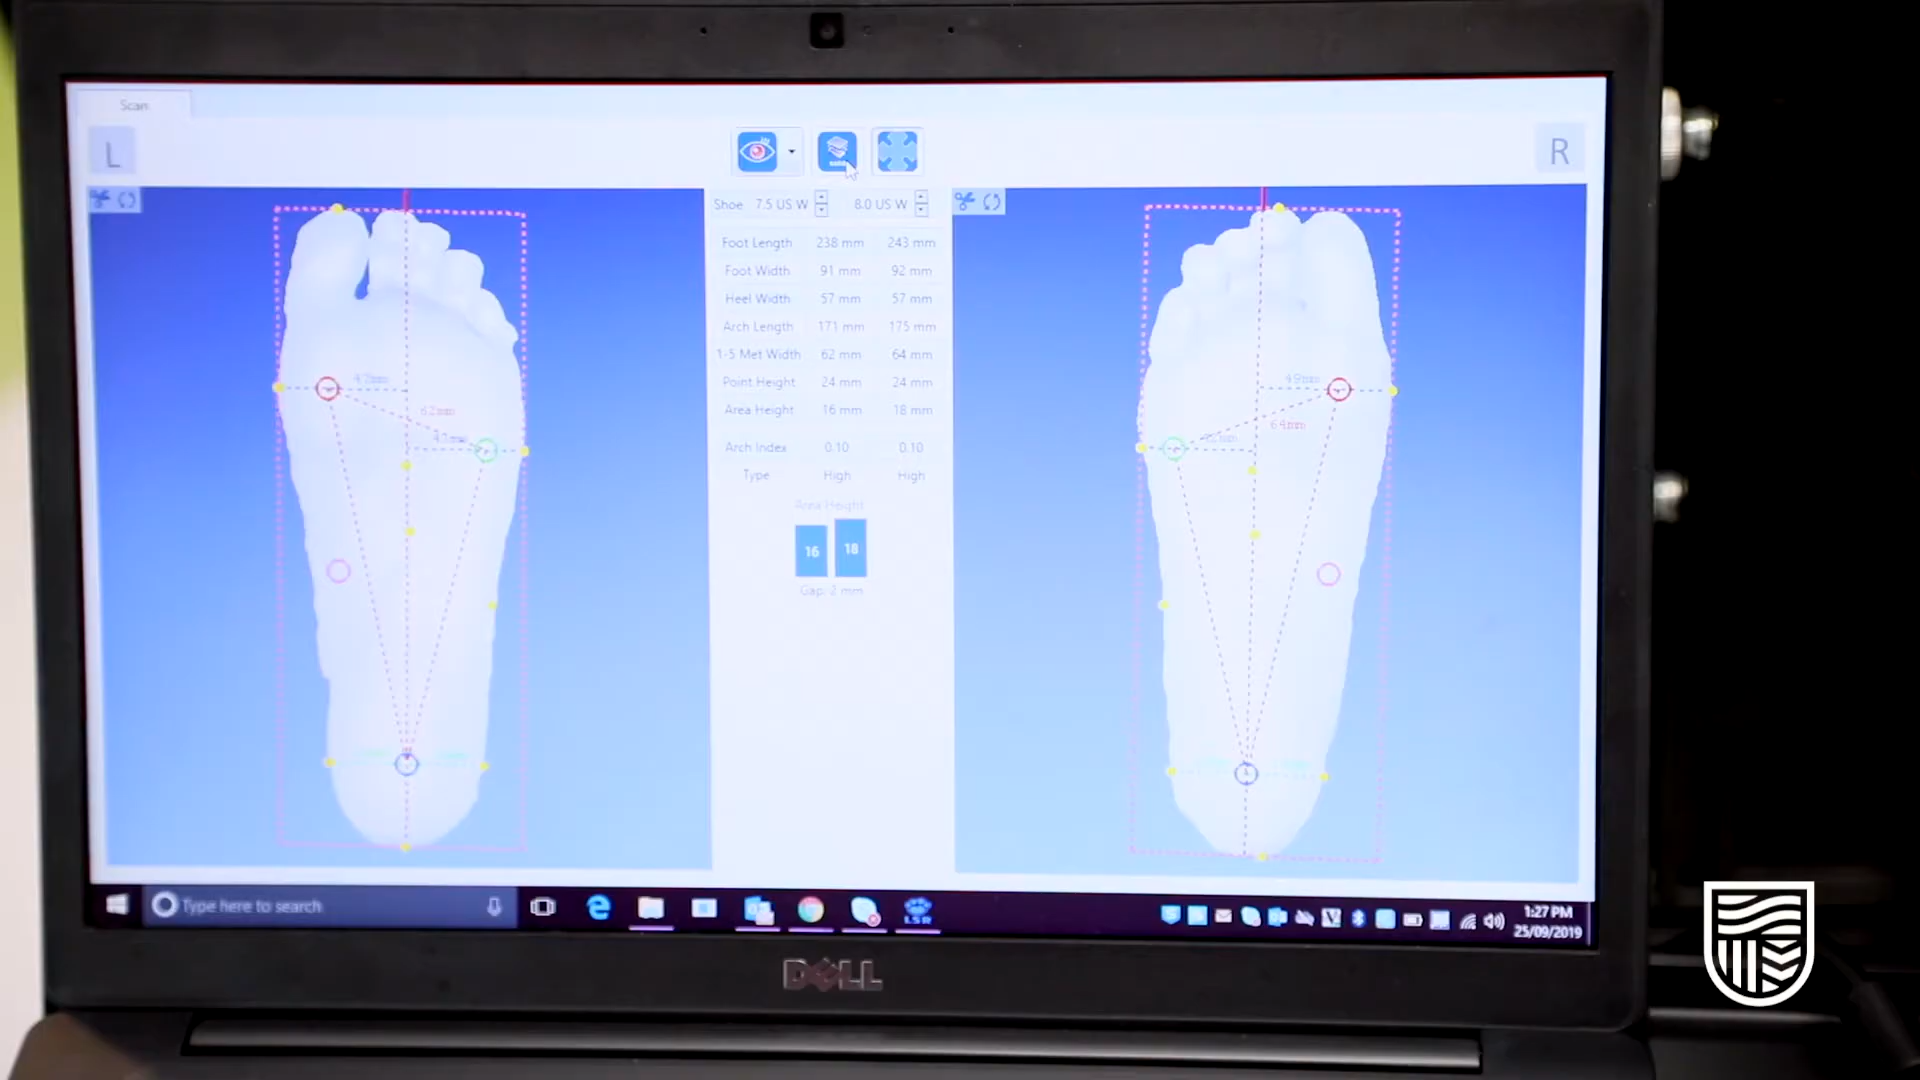 Scan
L
R
Shoe 7.5 US W 8.0 US W
Foot Length 238 mm 243 mm
Foot Width 91 mm 92 mm
Heel Width 57 mm 57 mm
Arch Length 171 mm 175 mm
1-5 Met Width 62 mm 64 mm
Point Height 24 mm 24 mm
Area Height 16 mm 18 mm
Arch Index 0.10 0.10
Type High High
Area Height
16 18
Gap: 2 mm
62mm
49mm
64mm
Type here to search
LSR
1:27 PM
25/09/2019
DELL